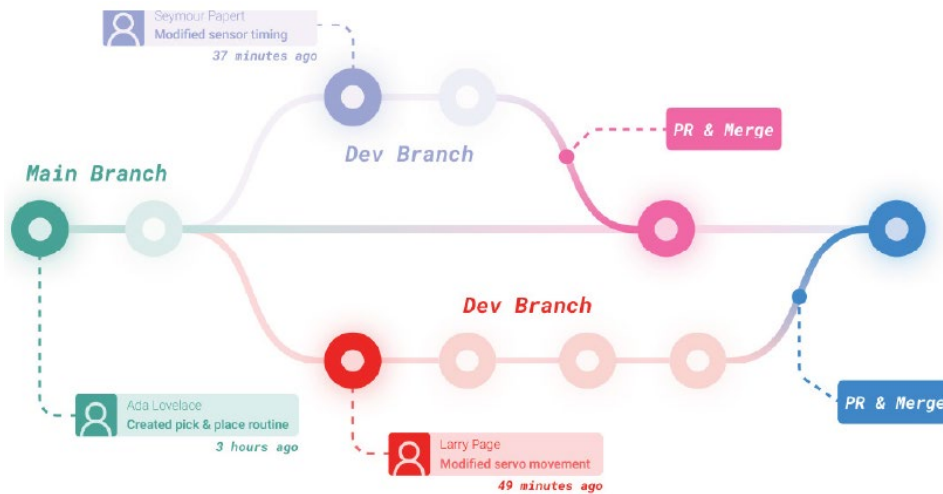 Seymour Papert
Modified sensor timing
37 minutes ago
PR & Merge
Dev Branch
Main Branch
Dev Branch
Ada Lovelace
Created pick & place routine
3 hours ago
PR & Merge
Larry Page
Modified servo movement
49 minutes ago